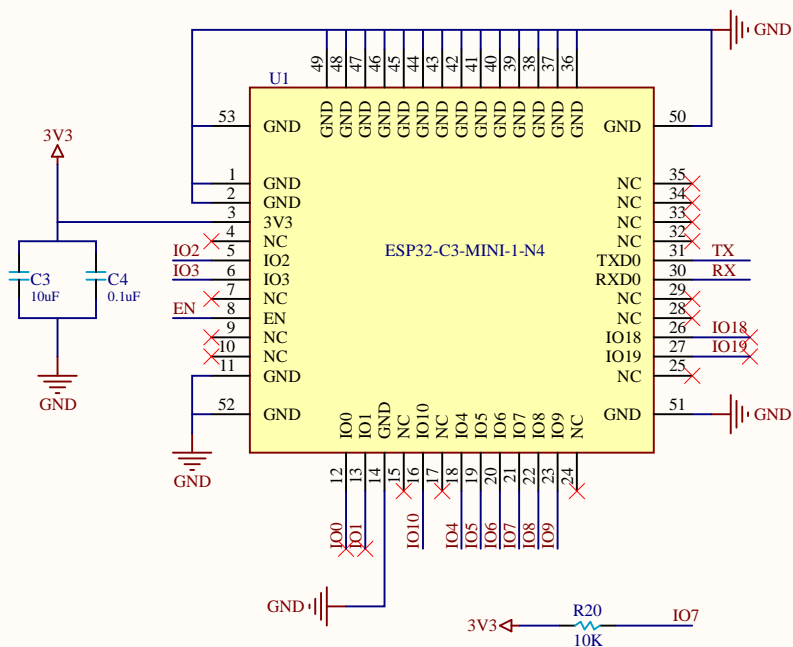 GND
U1
49
48
47
46
45
44
43
42
41
40
39
38
37
36
GND
GND
GND
GND
GND
GND
GND
GND
GND
GND
GND
GND
GND
GND
53
GND
GND
50
3V3
1
GND
NC
35
2
GND
NC
34
3
3V3
NC
33
4
NC
NC
32
ESP32-C3-MINI-1-N4
IO2
5
IO2
TXD0
31
TX
IO3
6
IO3
RXD0
30
RX
C3
10uF
C4
0.1uF
7
NC
NC
29
EN
8
EN
NC
28
9
NC
IO18
26
IO18
10
NC
IO19
27
IO19
11
GND
NC
25
GND
52
GND
GND
51
GND
IO0
IO1
GND
NC
IO10
NC
IO4
IO5
IO6
IO7
IO8
IO9
NC
GND
12
13
14
15
16
17
18
19
20
21
22
23
24
IO0
IO1
IO10
IO4
IO5
IO6
IO7
IO8
IO9
GND
3V3
R20
10K
IO7